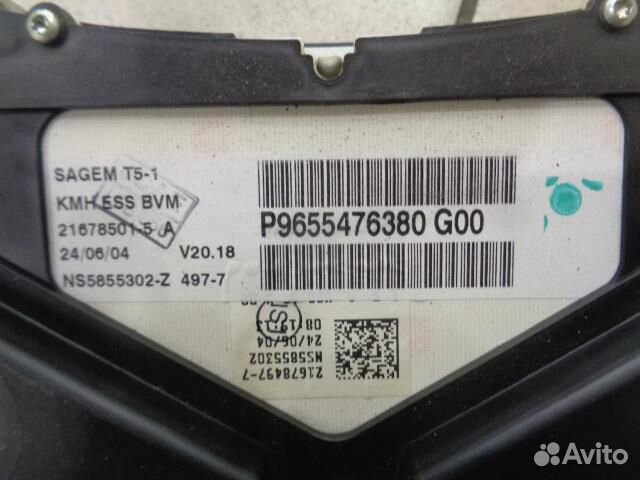 SAGEM T5-1
KMH ESS BVM
21678501-5 A
24/06/04 V20.18
NS5855302-Z 497-7
P9655476380 G00
24/06/04
NS5855302
21678497-7
Avito